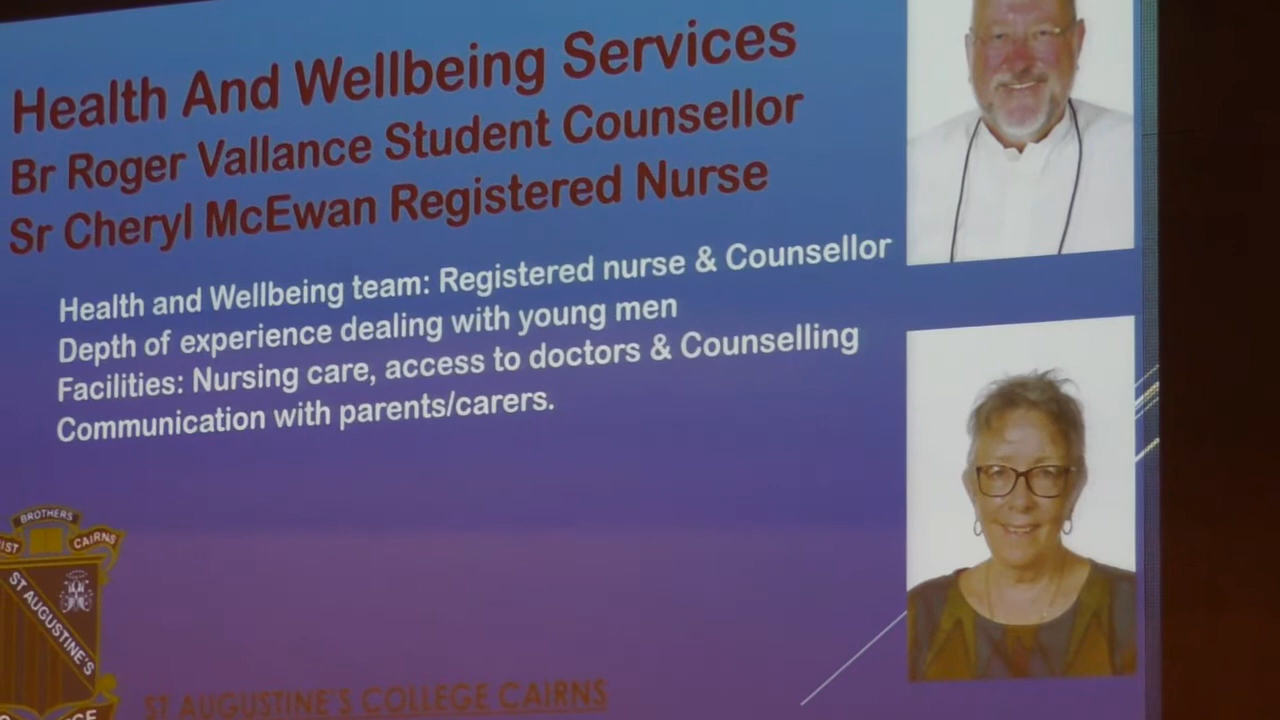 Health And Wellbeing Services
Br Roger Vallance Student Counsellor
Sr Cheryl McEwan Registered Nurse
Health and Wellbeing team: Registered nurse & Counsellor
Depth of experience dealing with young men
Facilities: Nursing care, access to doctors & Counselling
Communication with parents/carers.
BROTHERS
IST
CAIRNS
ST AUGUSTINE'S
GE
ST AUGUSTINE'S COLLEGE CAIRNS